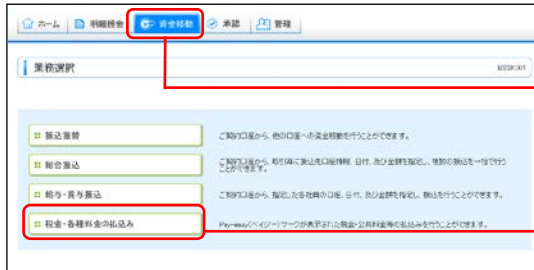 ホーム 明細照会 資金移動 承認 管理
業務選択
振込振替
ご契約口座から、他の口座への資金移動を行うことができます。
総合振込
ご契約口座から、取引毎に振込先口座情報、日付、及び金額を指定し、複数の振込を一括で行う
ことができます。
給与・賞与振込
ご契約口座から、指定した各社員の口座、日付、及び金額を指定し、振込を行うことができます。
税金・各種料金の払込み
Pay-easy(ペイジー)マークが表示された税金・公共料金等の払込みを行うことができます。